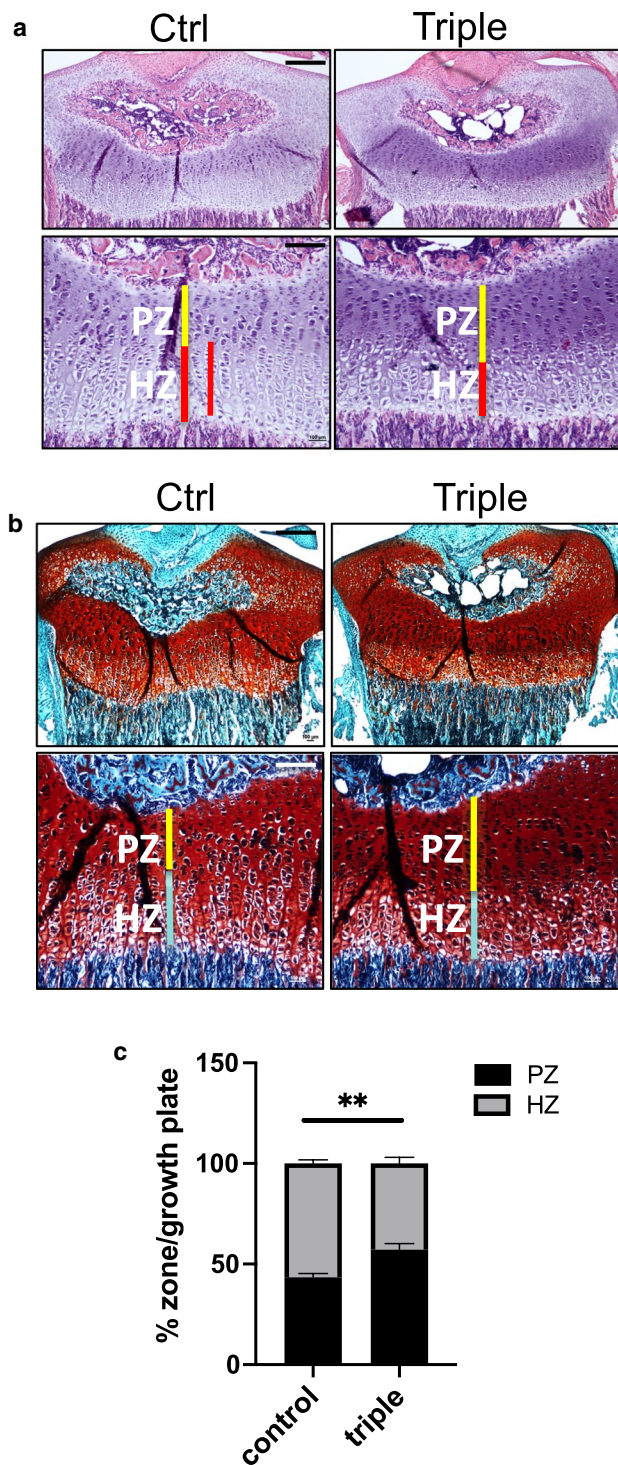 a
Ctrl Triple
PZ PZ
HZ HZ
100 µm
b
Ctrl Triple
100 µm
PZ PZ
HZ HZ
c
150
100
50
0
% zone/growth plate
**
PZ
HZ
control
triple